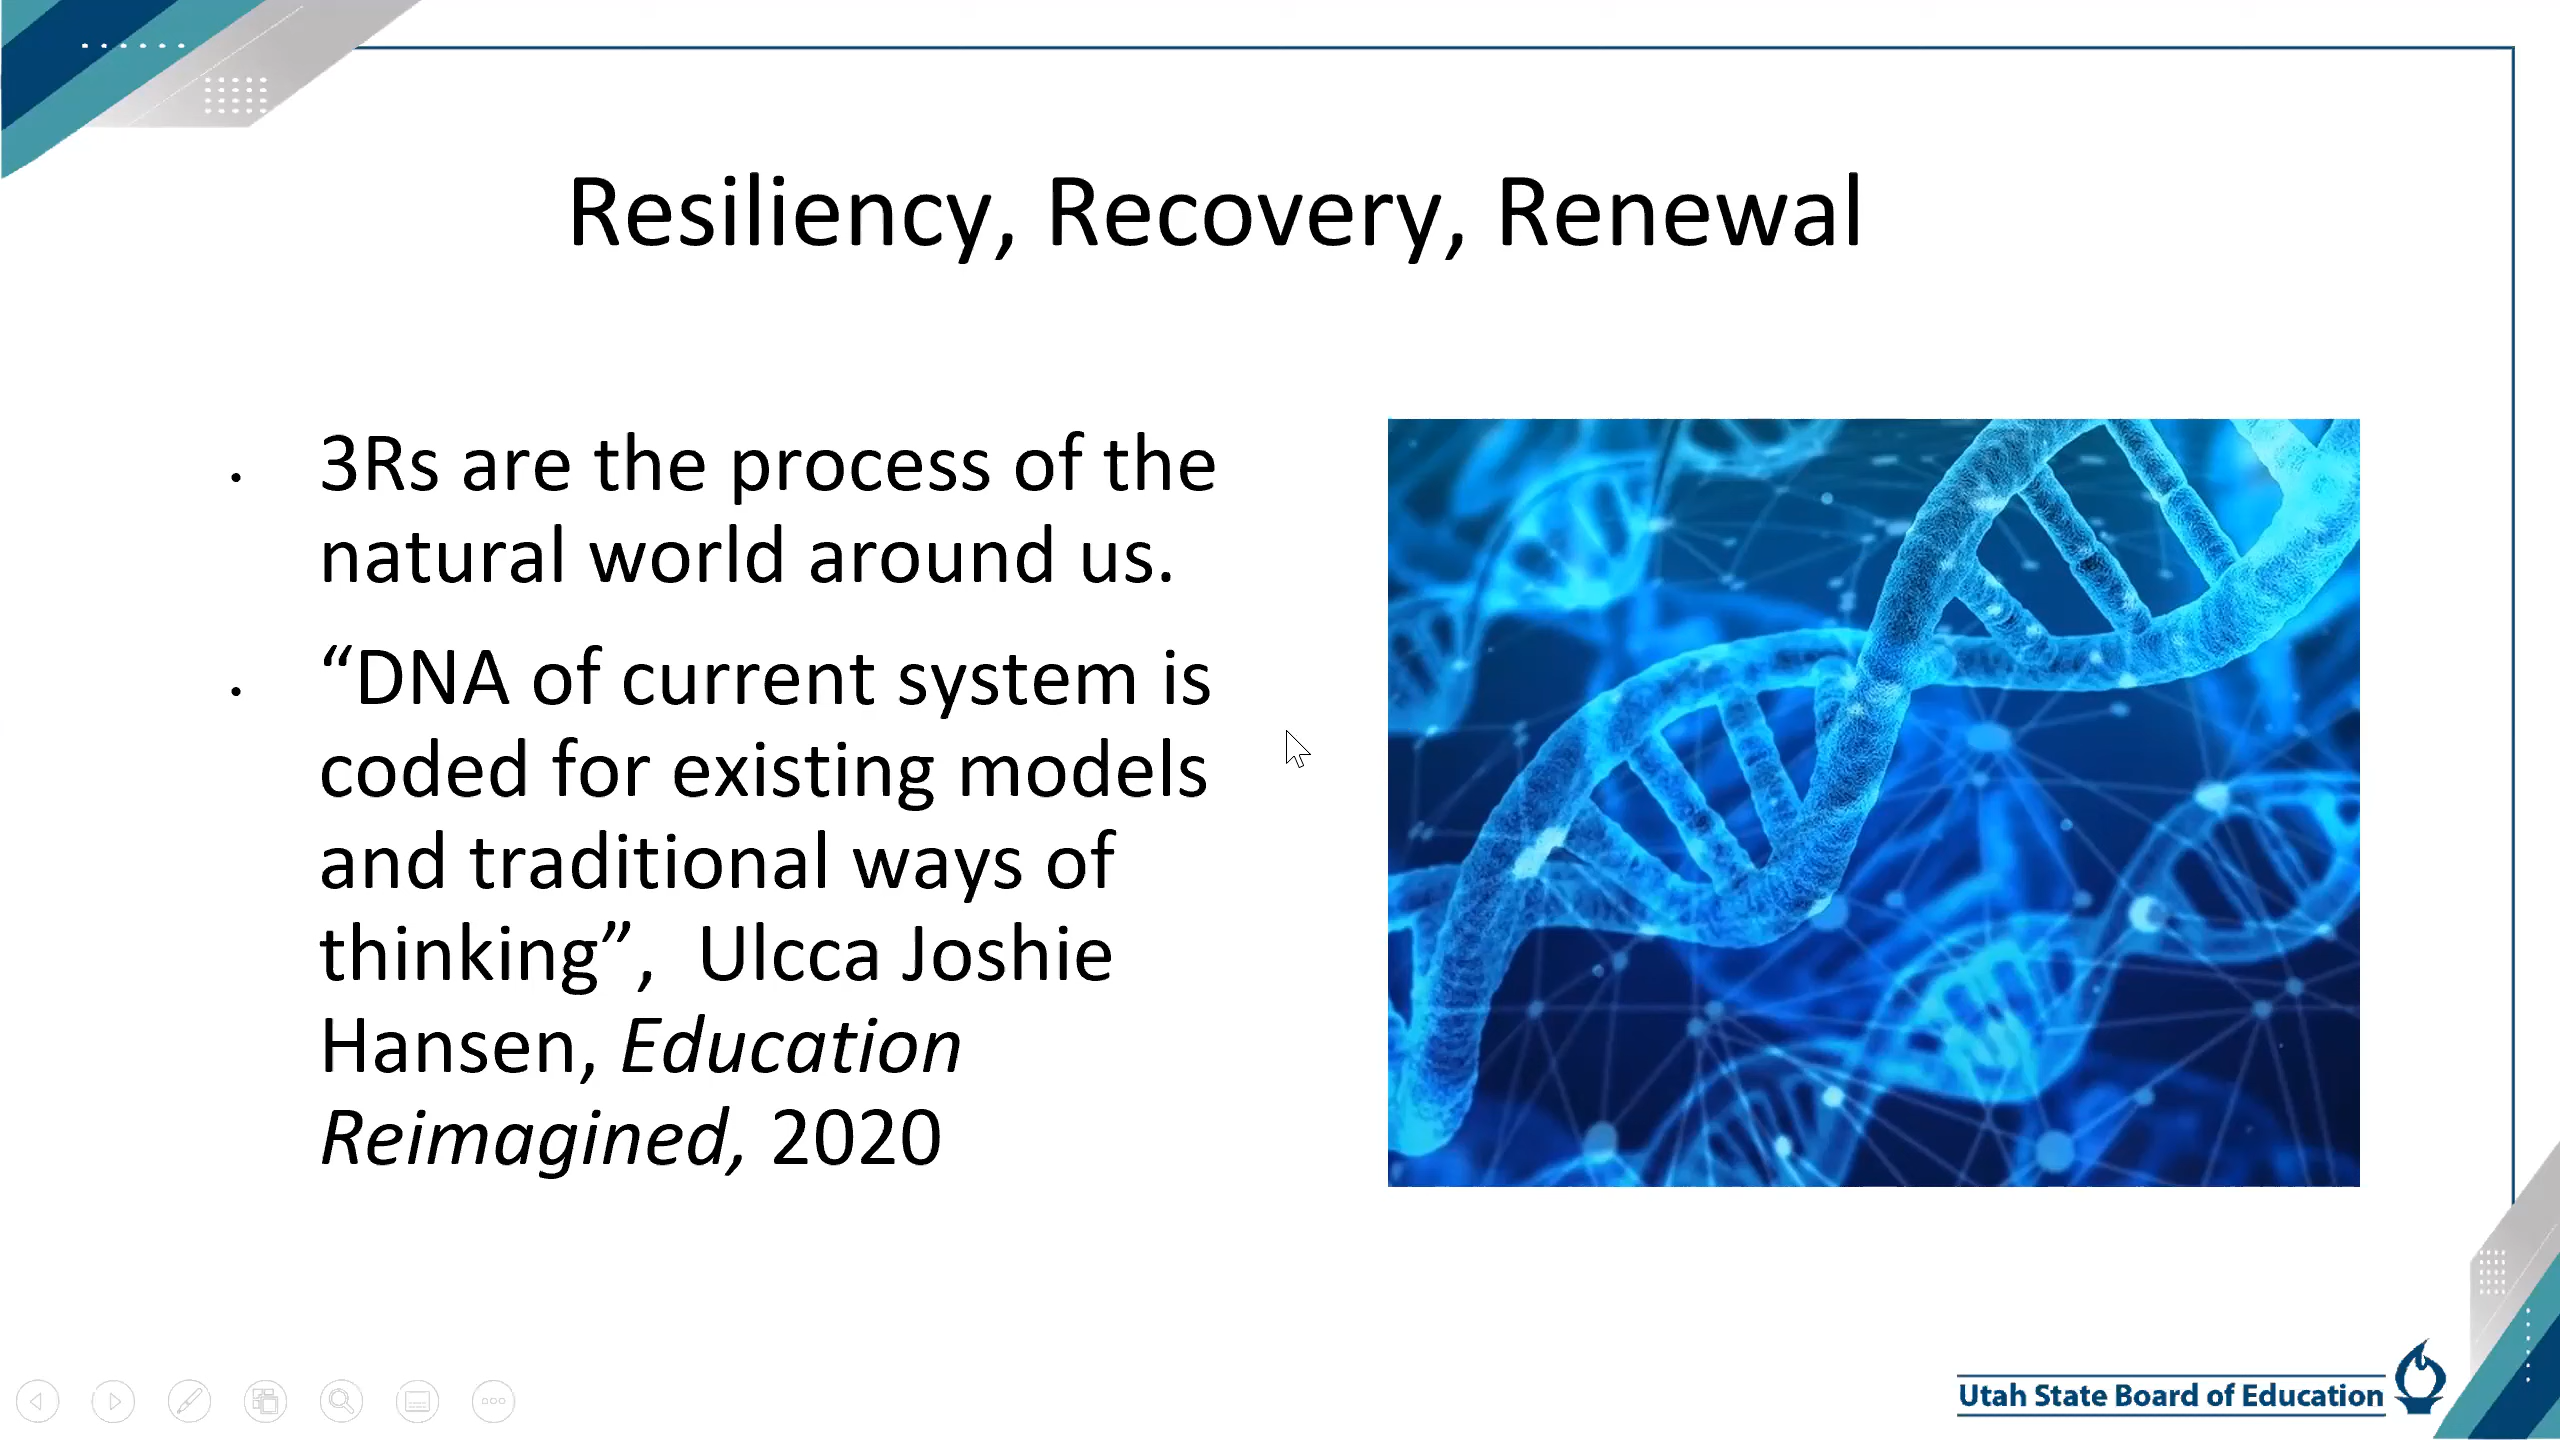 Resiliency, Recovery, Renewal
• 3Rs are the process of the
natural world around us.
• “DNA of current system is
coded for existing models
and traditional ways of
thinking”,  Ulcca Joshie
Hansen, Education
Reimagined, 2020
Utah State Board of Education